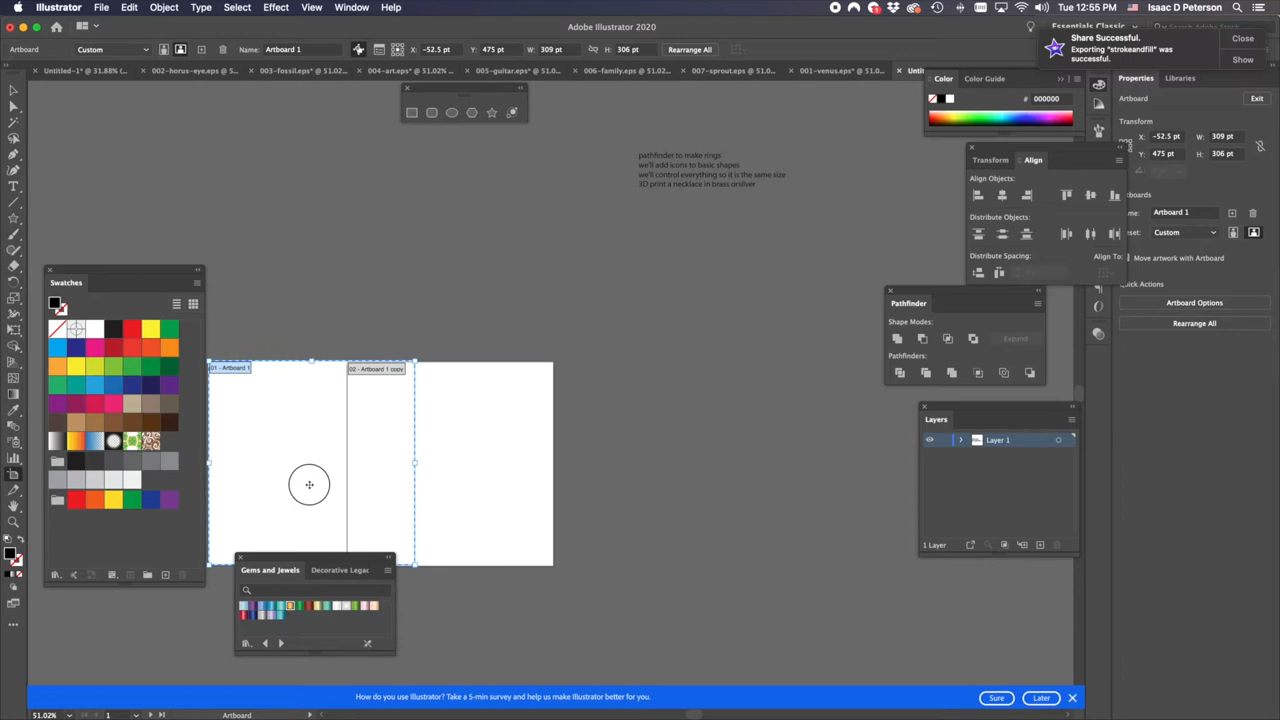 Illustrator File Edit Object Type Select Effect View Window Help
Tue 12:55 PM Isaac D Peterson
Adobe Illustrator 2020
Essentials Classic
Share Successful.
Exporting “strokeandfill” was
successful.
Close
Show
Artboard Custom Name: Artboard 1 X: -52.5 pt Y: 475 pt W: 309 pt H: 306 pt Rearrange All
Untitled-1* @ 31.88% 002-horus-eye.eps @ 5... 003-fossil.eps* @ 51.02% 004-art.eps* @ 51.02% 005-guitar.eps* @ 51... 006-family.eps @ 51.02% 007-sprout.eps @ 51.02% 001-venus.eps* @ 51.02%
Color Color Guide
# 000000
Properties Libraries
Artboard Exit
Transform
X: -52.5 pt W: 309 pt
Y: 475 pt H: 306 pt
Name: Artboard 1
Custom
Move artwork with Artboard
Quick Actions
Artboard Options
Rearrange All
Transform Align
Align Objects:
Distribute Objects:
Distribute Spacing: Align To:
Pathfinder
Shape Modes:
Expand
Pathfinders:
Layers
Layer 1
1 Layer
pathfinder to make rings
we'll add icons to basic shapes
we'll control everything so it is the same size
3D print a necklace in brass orsilver
Swatches
01 - Artboard 1
02 - Artboard 1 copy
Gems and Jewels Decorative Legac
How do you use Illustrator? Take a 5-min survey and help us make Illustrator better for you.
Sure
Later
51.02% 1 Artboard